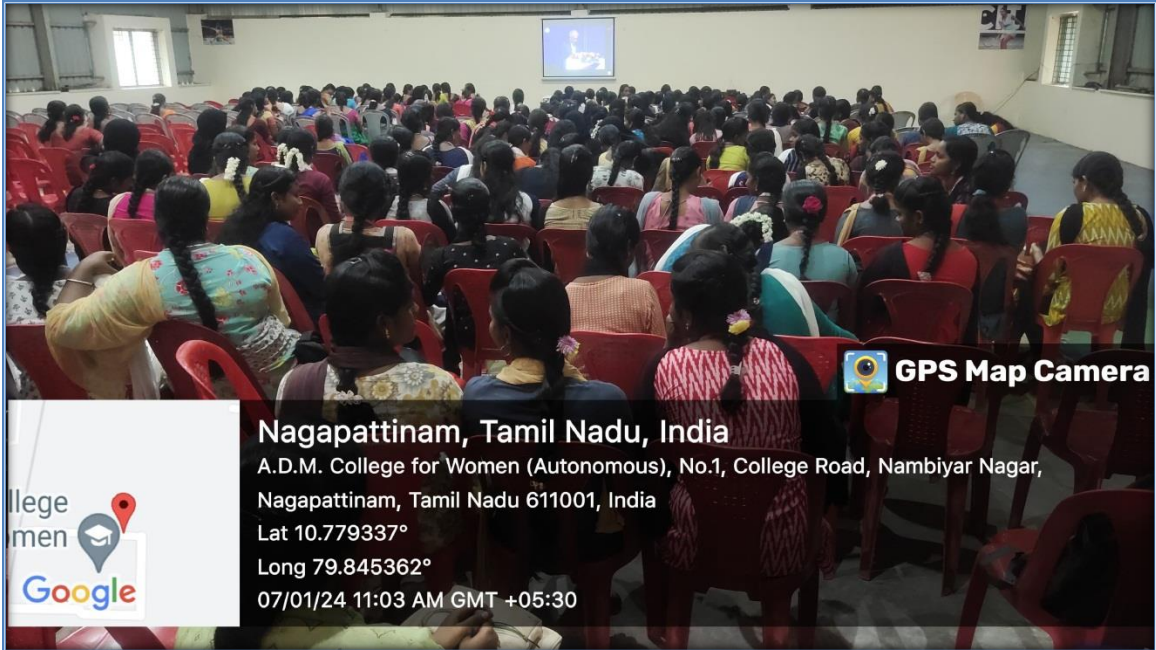 GPS Map Camera
Nagapattinam, Tamil Nadu, India
A.D.M. College for Women (Autonomous), No.1, College Road, Nambiyar Nagar,
Nagapattinam, Tamil Nadu 611001, India
Lat 10.779337°
Long 79.845362°
07/01/24 11:03 AM GMT +05:30
llege
men
Google